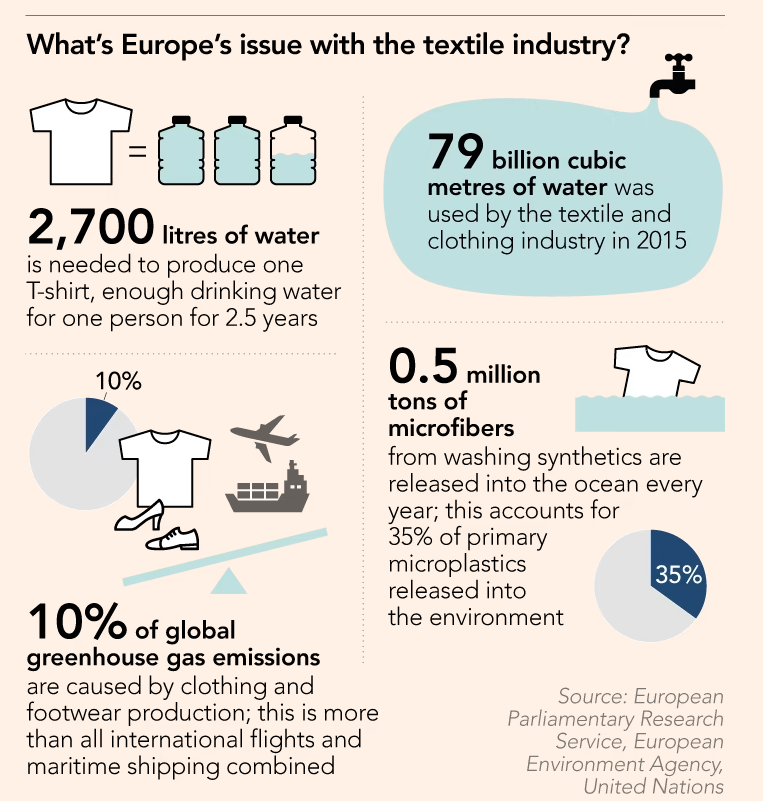 What's Europe's issue with the textile industry?
2,700 litres of water
is needed to produce one
T-shirt, enough drinking water
for one person for 2.5 years
79 billion cubic
metres of water was
used by the textile and
clothing industry in 2015
10%
10% of global
greenhouse gas emissions
are caused by clothing and
footwear production; this is more
than all international flights and
maritime shipping combined
0.5 million
tons of
microfibers
from washing synthetics are
released into the ocean every
year; this accounts for
35% of primary
microplastics
released into
the environment
35%
Source: European
Parliamentary Research
Service, European
Environment Agency,
United Nations